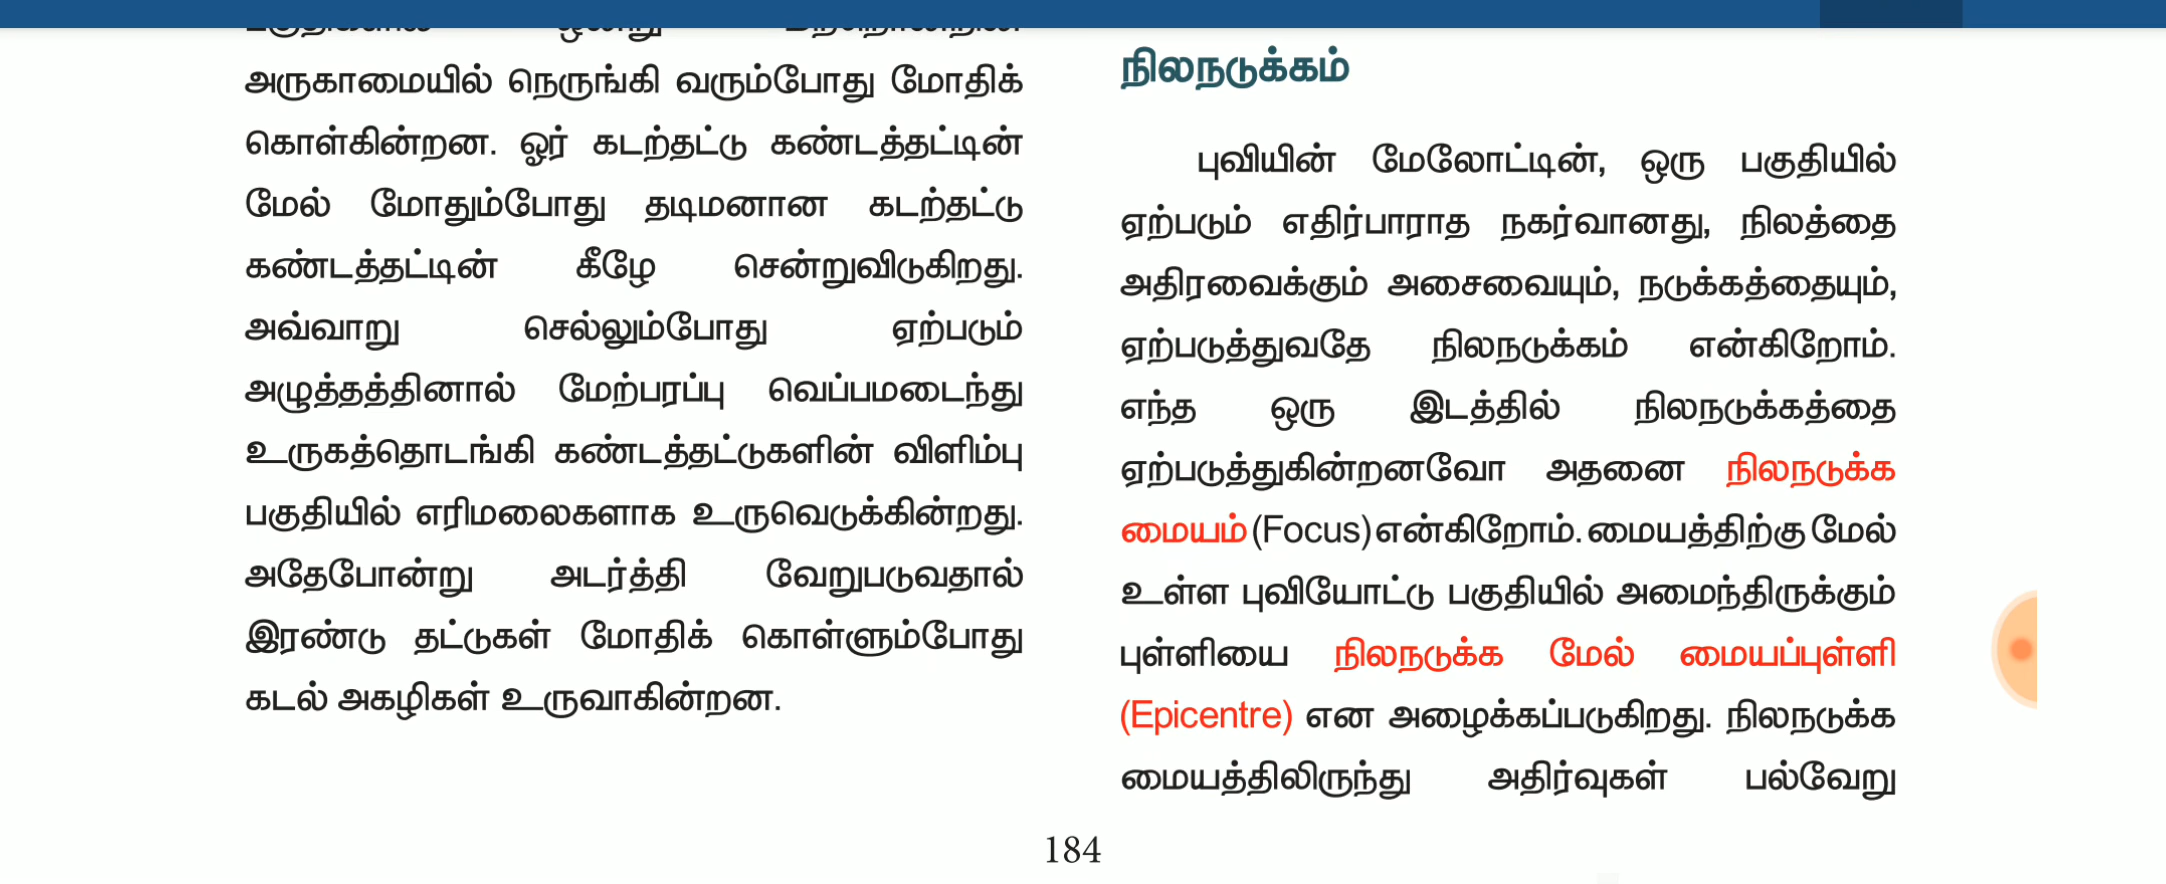 அருகாமையில் நெருங்கி வரும்போது மோதிக்
கொள்கின்றன. ஓர் கடற்தட்டு கண்டத்தட்டின்
மேல் மோதும்போது தடிமனான கடற்தட்டு
கண்டத்தட்டின் கீழே சென்றுவிடுகிறது.
அவ்வாறு செல்லும்போது ஏற்படும்
அழுத்தத்தினால் மேற்பரப்பு வெப்பமடைந்து
உருகத்தொடங்கி கண்டத்தட்டுகளின் விளிம்பு
பகுதியில் எரிமலைகளாக உருவெடுக்கின்றது.
அதேபோன்று அடர்த்தி வேறுபடுவதால்
இரண்டு தட்டுகள் மோதிக் கொள்ளும்போது
கடல் அகழிகள் உருவாகின்றன.
நிலநடுக்கம்
புவியின் மேலோட்டின், ஒரு பகுதியில்
ஏற்படும் எதிர்பாராத நகர்வானது, நிலத்தை
அதிரவைக்கும் அசைவையும், நடுக்கத்தையும்,
ஏற்படுத்துவதே நிலநடுக்கம் என்கிறோம்.
எந்த ஒரு இடத்தில் நிலநடுக்கத்தை
ஏற்படுத்துகின்றனவோ அதனை நிலநடுக்க
மையம் (Focus) என்கிறோம். மையத்திற்கு மேல்
உள்ள புவியோட்டு பகுதியில் அமைந்திருக்கும்
புள்ளியை நிலநடுக்க மேல் மையப்புள்ளி
(Epicentre) என அழைக்கப்படுகிறது. நிலநடுக்க
மையத்திலிருந்து அதிர்வுகள் பல்வேறு
184